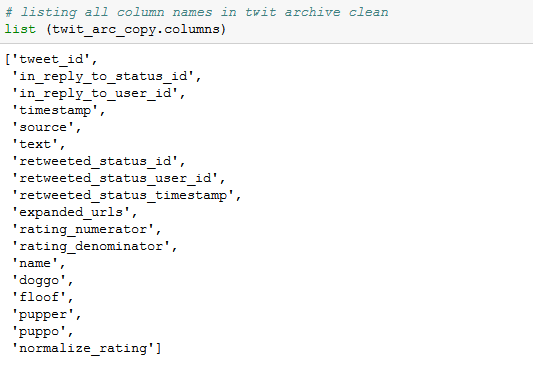 # listing all column names in twit archive clean
list (twit_arc_copy.columns)
['tweet_id',
 'in_reply_to_status_id',
 'in_reply_to_user_id',
 'timestamp',
 'source',
 'text',
 'retweeted_status_id',
 'retweeted_status_user_id',
 'retweeted_status_timestamp',
 'expanded_urls',
 'rating_numerator',
 'rating_denominator',
 'name',
 'doggo',
 'floof',
 'pupper',
 'puppo',
 'normalize_rating']